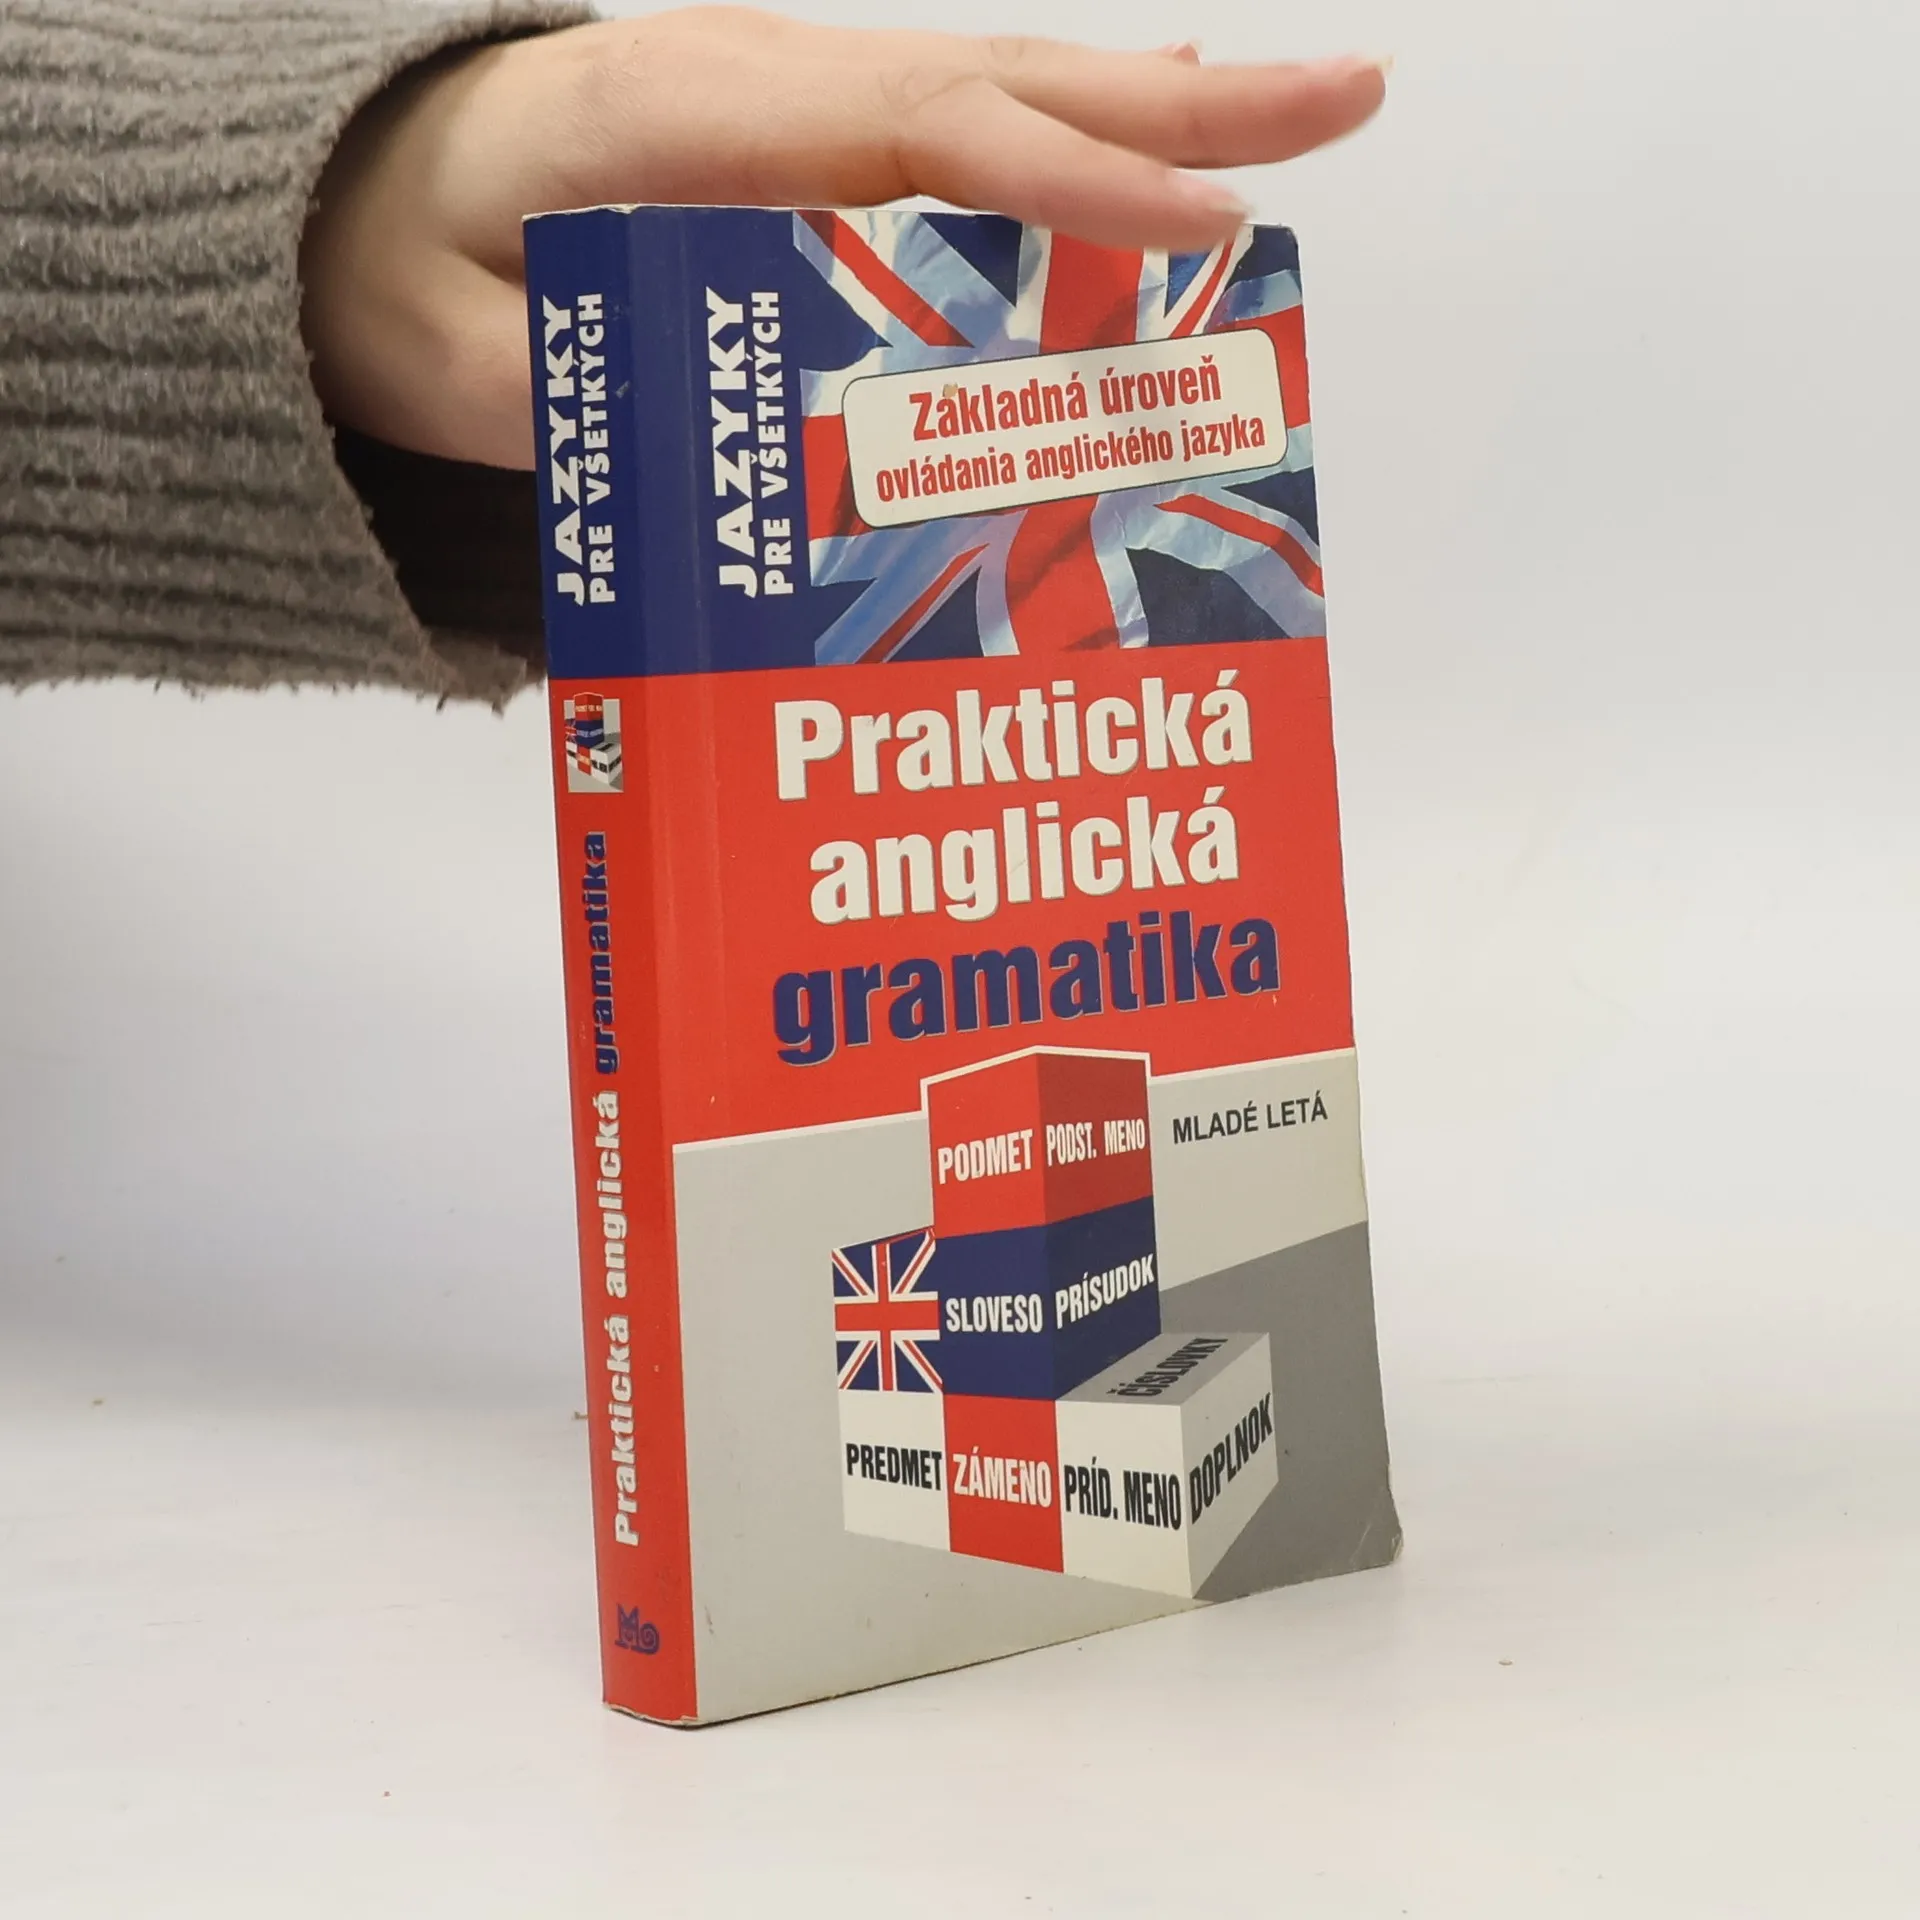 JAZYKY
PRE VŠETKÝCH
Praktická anglická gramatika
JAZYKY
PRE VŠETKÝCH
Základná úroveň
ovládania anglického jazyka
Praktická
anglická
gramatika
MLADÉ LETÁ
PODMET PODST. MENO
SLOVESO PRÍSUDOK
ČÍSLOVKY
PREDMET ZÁMENO PRÍD. MENO DOPLNOK